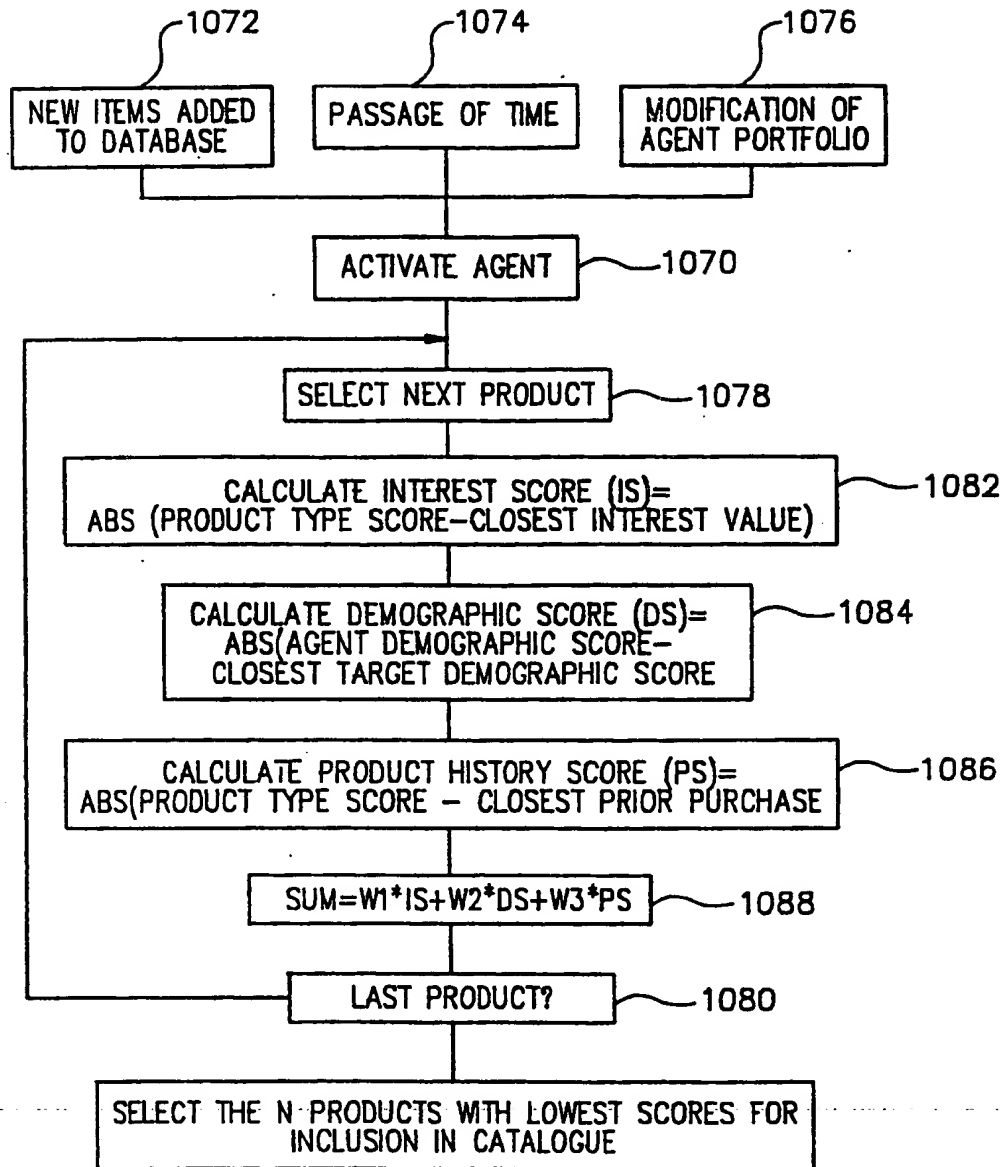 1072
1074
1076
NEW ITEMS ADDED
TO DATABASE
PASSAGE OF TIME
MODIFICATION OF
AGENT PORTFOLIO
ACTIVATE AGENT
1070
SELECT NEXT PRODUCT
1078
CALCULATE INTEREST SCORE (IS)=
ABS (PRODUCT TYPE SCORE-CLOSEST INTEREST VALUE)
1082
CALCULATE DEMOGRAPHIC SCORE (DS)=
ABS(AGENT DEMOGRAPHIC SCORE-
CLOSEST TARGET DEMOGRAPHIC SCORE
1084
CALCULATE PRODUCT HISTORY SCORE (PS)=
ABS(PRODUCT TYPE SCORE - CLOSEST PRIOR PURCHASE
1086
SUM=W1*IS+W2*DS+W3*PS
1088
LAST PRODUCT?
1080
SELECT THE N PRODUCTS WITH LOWEST SCORES FOR
INCLUSION IN CATALOGUE